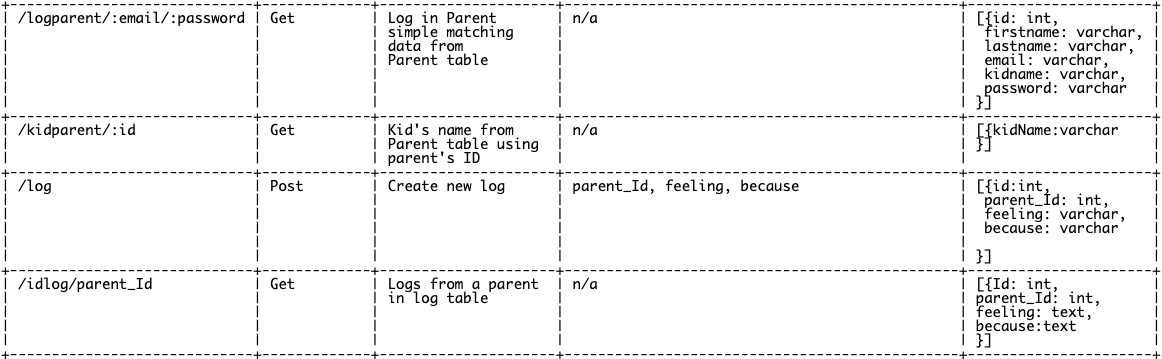 /logparent/:email/:password | Get | Log in Parent | n/a | [{id: int,
simple matching | firstname: varchar,
data from | lastname: varchar,
Parent table | email: varchar,
kidname: varchar,
password: varchar
}]
/kidparent/:id | Get | Kid's name from | n/a | [{kidName:varchar
Parent table using | }]
parent's ID
/log | Post | Create new log | parent_Id, feeling, because | [{id:int,
parent_Id: int,
feeling: varchar,
because: varchar
}]
/idlog/parent_Id | Get | Logs from a parent | n/a | [{Id: int,
in log table | parent_Id: int,
feeling: text,
because:text
}]